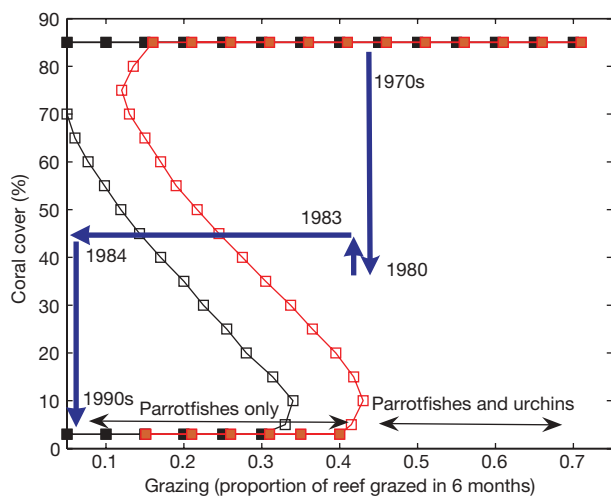 90
80
70
60
50
40
30
20
10
0
Coral cover (%)
1970s
1983
1984
1980
1990s
Parrotfishes only
Parrotfishes and urchins
0.1 0.2 0.3 0.4 0.5 0.6 0.7
Grazing (proportion of reef grazed in 6 months)